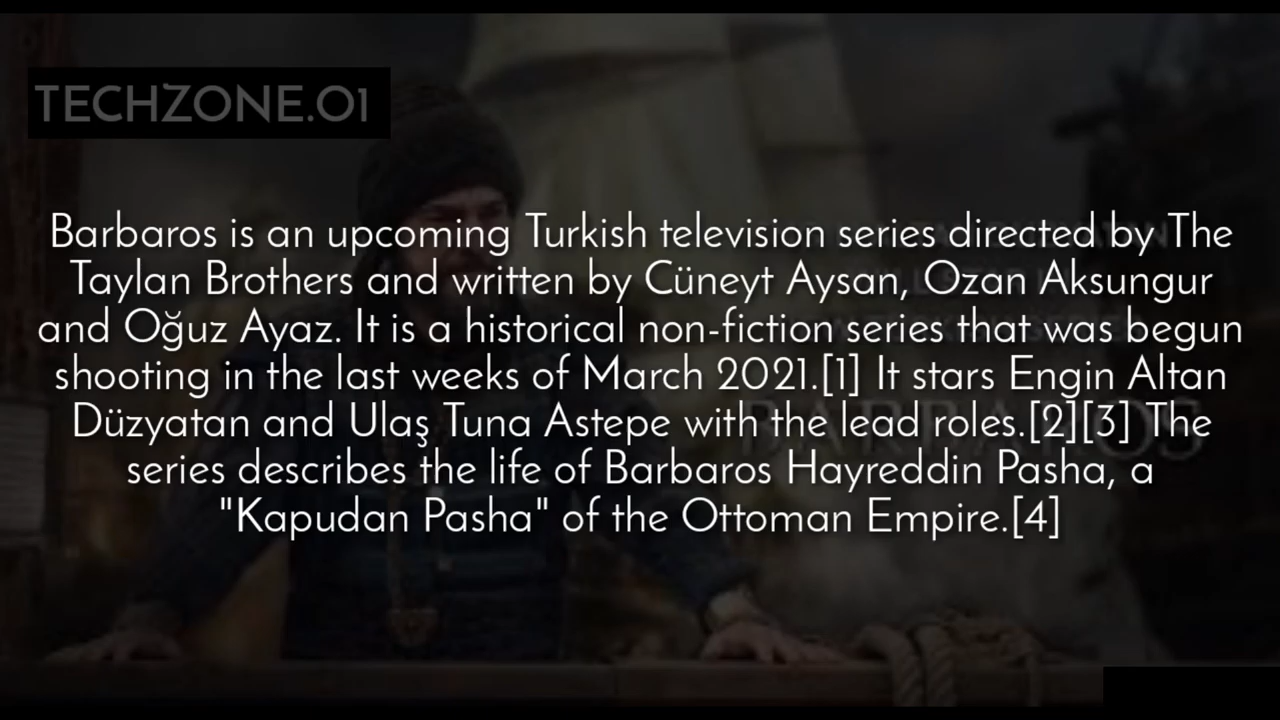 TECHZONE.01
Barbaros is an upcoming Turkish television series directed by The
Taylan Brothers and written by Cüneyt Aysan, Ozan Aksungur
and Oğuz Ayaz. It is a historical non-fiction series that was begun
shooting in the last weeks of March 2021.[1] It stars Engin Altan
Düzyatan and Ulaş Tuna Astepe with the lead roles.[2][3] The
series describes the life of Barbaros Hayreddin Pasha, a
"Kapudan Pasha" of the Ottoman Empire.[4]